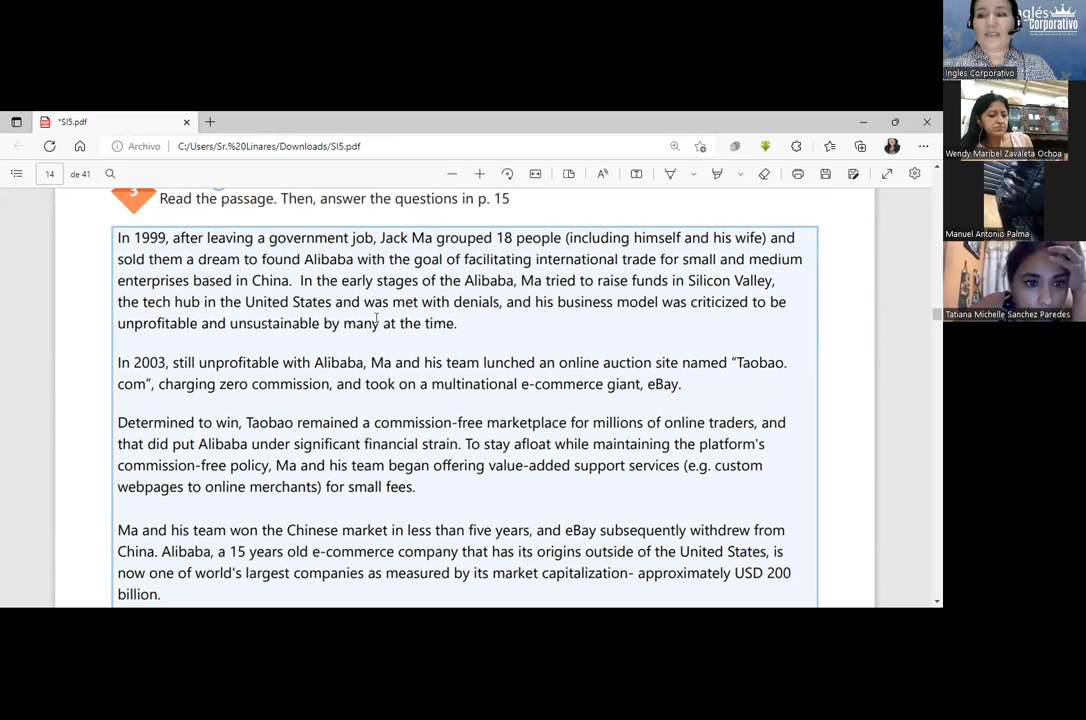 Inglés
Corporativo
Ingles Corporativo
Wendy Maribel Zavaleta Ochoa
Manuel Antonio Palma
Tatiana Michelle Sanchez Paredes
*SI5.pdf
Archivo
C:/Users/Sr.%20Linares/Downloads/SI5.pdf
14 de 41
3
Read the passage. Then, answer the questions in p. 15
In 1999, after leaving a government job, Jack Ma grouped 18 people (including himself and his wife) and
sold them a dream to found Alibaba with the goal of facilitating international trade for small and medium
enterprises based in China. In the early stages of the Alibaba, Ma tried to raise funds in Silicon Valley,
the tech hub in the United States and was met with denials, and his business model was criticized to be
unprofitable and unsustainable by many at the time.
In 2003, still unprofitable with Alibaba, Ma and his team lunched an online auction site named “Taobao.
com”, charging zero commission, and took on a multinational e-commerce giant, eBay.
Determined to win, Taobao remained a commission-free marketplace for millions of online traders, and
that did put Alibaba under significant financial strain. To stay afloat while maintaining the platform's
commission-free policy, Ma and his team began offering value-added support services (e.g. custom
webpages to online merchants) for small fees.
Ma and his team won the Chinese market in less than five years, and eBay subsequently withdrew from
China. Alibaba, a 15 years old e-commerce company that has its origins outside of the United States, is
now one of world's largest companies as measured by its market capitalization- approximately USD 200
billion.